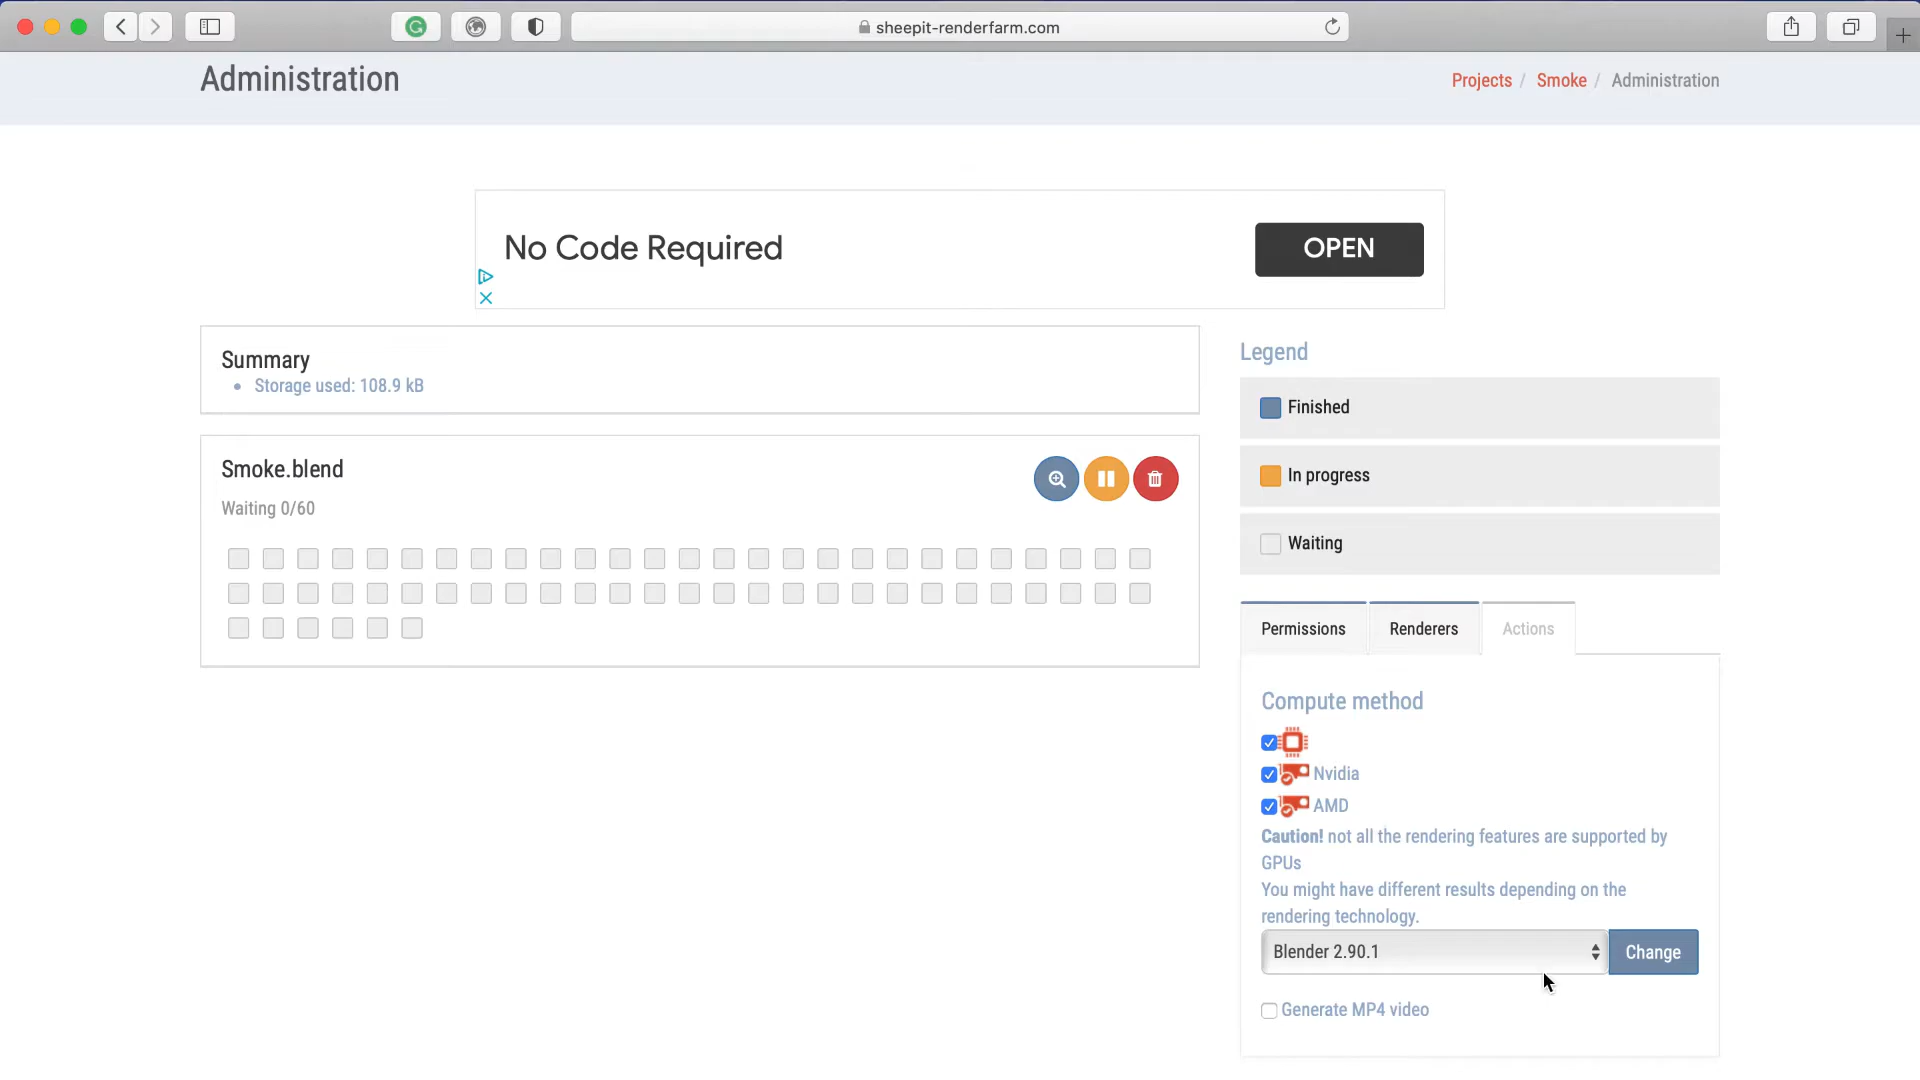 sheepit-renderfarm.com
Administration
Projects / Smoke / Administration
No Code Required
OPEN
Summary
Storage used: 108.9 kB
Smoke.blend
Waiting 0/60
Legend
Finished
In progress
Waiting
Permissions
Renderers
Actions
Compute method
Nvidia
AMD
Caution! not all the rendering features are supported by
GPUs
You might have different results depending on the
rendering technology.
Blender 2.90.1
Change
Generate MP4 video